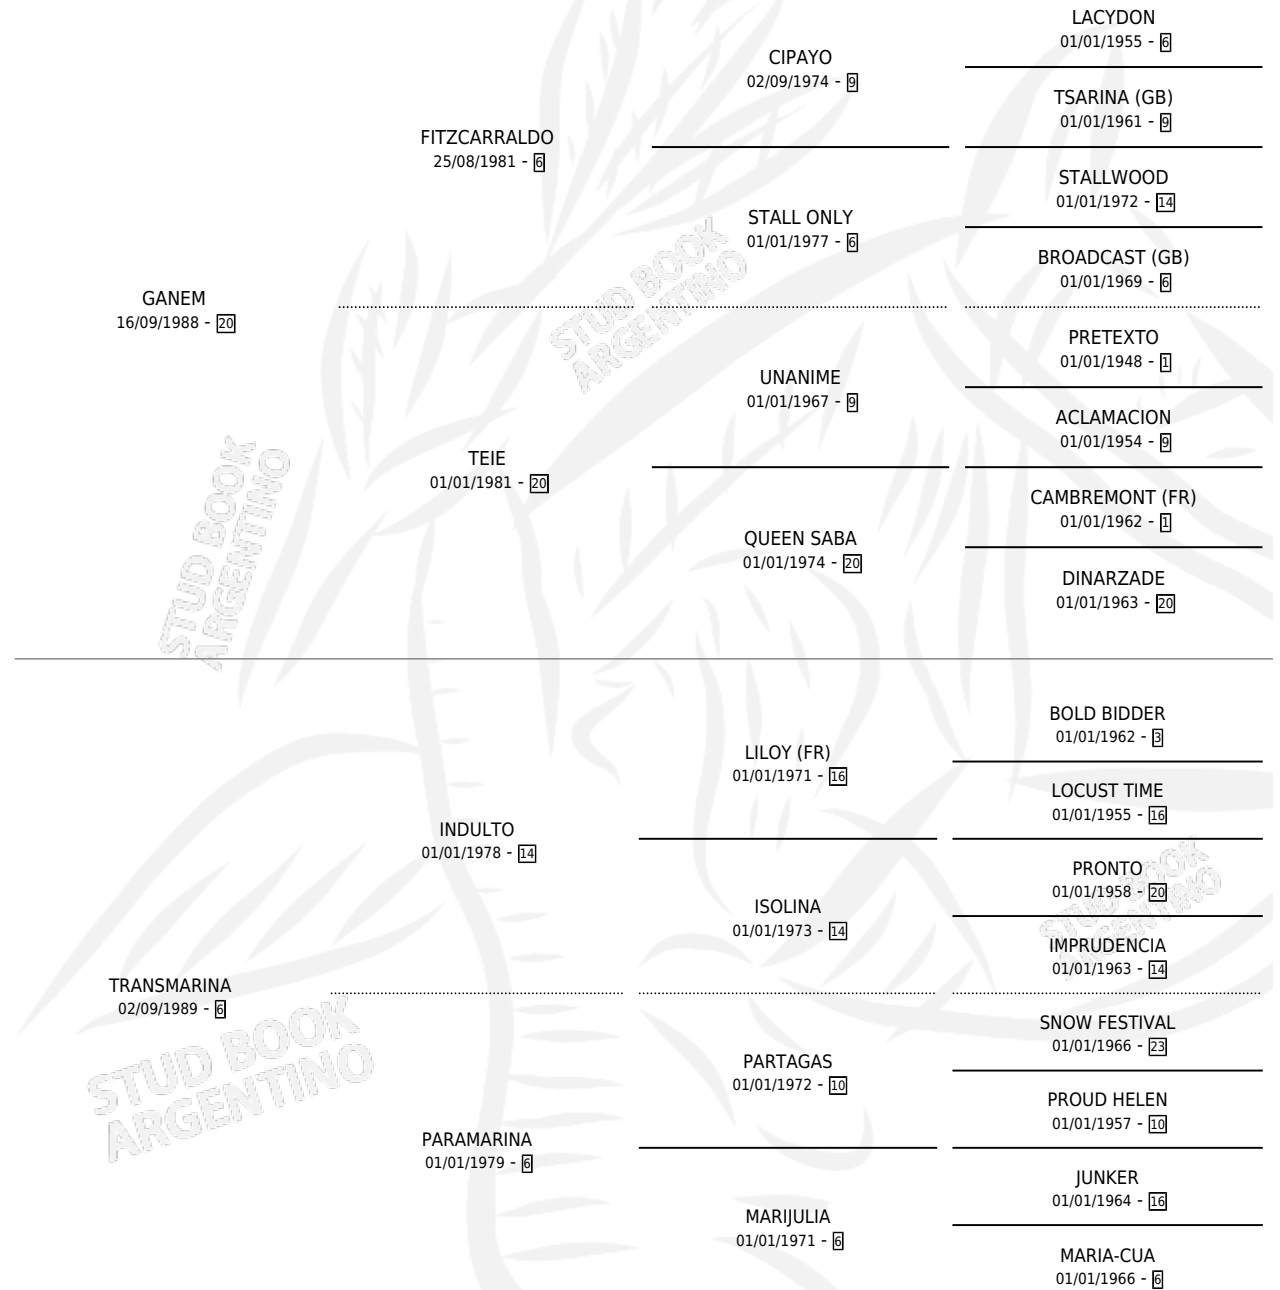 LACYDON
01/01/1955 - 6
CIPAYO
02/09/1974 - 9
TSARINA (GB)
01/01/1961 - 9
FITZCARRALDO
25/08/1981 - 6
STALLWOOD
01/01/1972 - 14
STALL ONLY
01/01/1977 - 6
BROADCAST (GB)
01/01/1969 - 6
GANEM
16/09/1988 - 20
STUD BOOK
ARGENTINO
PRETEXTO
01/01/1948 - 1
UNANIME
01/01/1967 - 9
ACLAMACION
01/01/1954 - 9
TEIE
01/01/1981 - 20
CAMBREMONT (FR)
01/01/1962 - 1
QUEEN SABA
01/01/1974 - 20
DINARZADE
01/01/1963 - 20
STUD BOOK
ARGENTINO
BOLD BIDDER
01/01/1962 - 3
LILOY (FR)
01/01/1971 - 16
LOCUST TIME
01/01/1955 - 16
INDULTO
01/01/1978 - 14
PRONTO
01/01/1958 - 20
ISOLINA
01/01/1973 - 14
STUD BOOK
ARGENTINO
IMPRUDENCIA
01/01/1963 - 14
TRANSMARINA
02/09/1989 - 6
SNOW FESTIVAL
01/01/1966 - 23
PARTAGAS
01/01/1972 - 10
PROUD HELEN
01/01/1957 - 10
STUD BOOK
ARGENTINO
PARAMARINA
01/01/1979 - 6
JUNKER
01/01/1964 - 16
MARIJULIA
01/01/1971 - 6
MARIA-CUA
01/01/1966 - 6